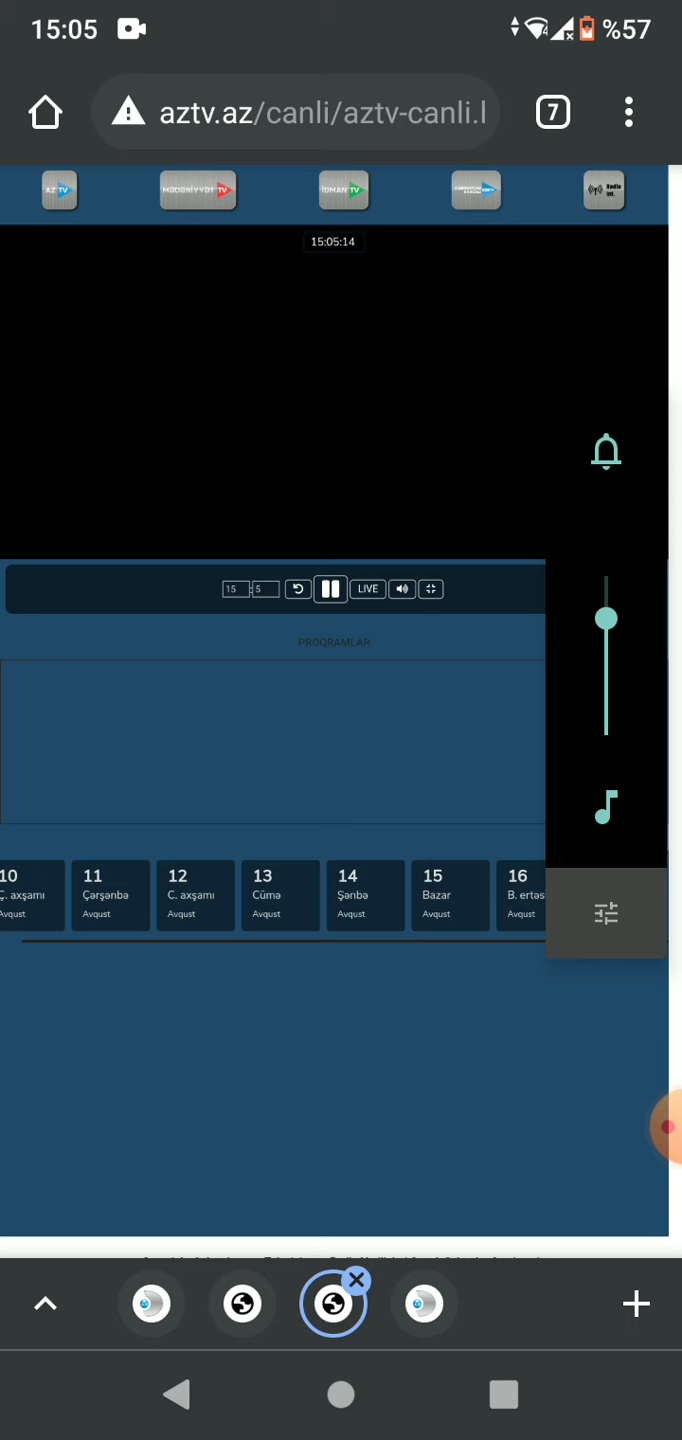 15:05
%57
aztv.az/canli/aztv-canli.l
7
AZ TV
MƏDƏNİYYƏT TV
İDMAN TV
Radio
Int.
15:05:14
15 : 5
LIVE
PROQRAMLAR
10
Ç. axşamı
Avqust
11
Çərşənbə
Avqust
12
C. axşamı
Avqust
13
Cümə
Avqust
14
Şənbə
Avqust
15
Bazar
Avqust
16
B. ertəs
Avqust